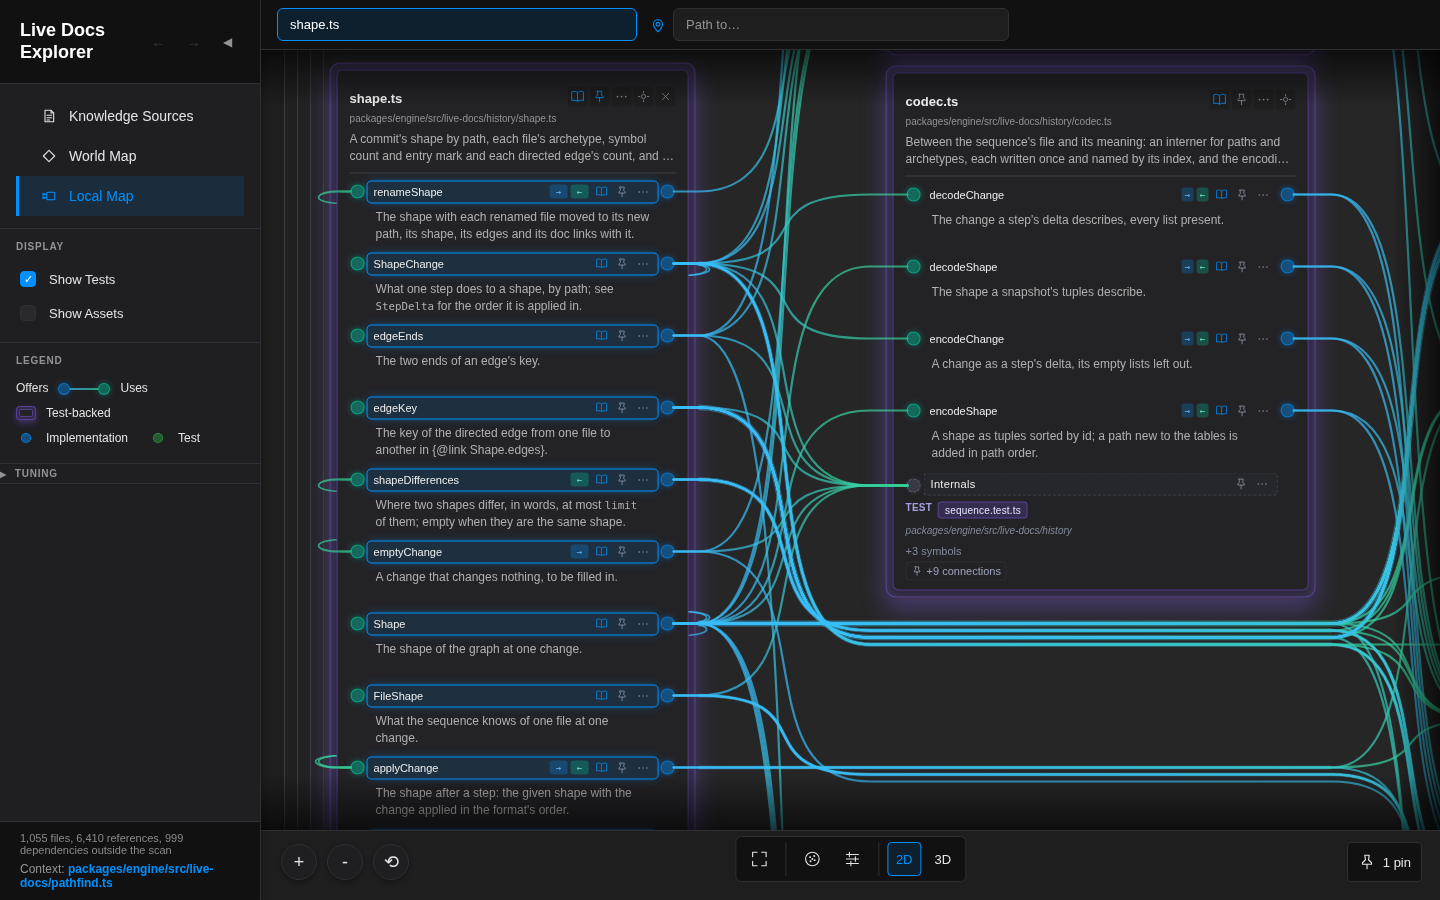 Live Docs
Explorer
Knowledge Sources
World Map
Local Map
DISPLAY
Show Tests
Show Assets
LEGEND
Offers
Uses
Test-backed
Implementation
Test
TUNING
1,055 files, 6,410 references, 999
dependencies outside the scan
Context: packages/engine/src/live-
docs/pathfind.ts
shape.ts
Path to…
shape.ts
packages/engine/src/live-docs/history/shape.ts
A commit's shape by path, each file's archetype, symbol
count and entry mark and each directed edge's count, and …
renameShape
The shape with each renamed file moved to its new
path, its shape, its edges and its doc links with it.
ShapeChange
What one step does to a shape, by path; see
StepDelta for the order it is applied in.
edgeEnds
The two ends of an edge's key.
edgeKey
The key of the directed edge from one file to
another in {@link Shape.edges}.
shapeDifferences
Where two shapes differ, in words, at most limit
of them; empty when they are the same shape.
emptyChange
A change that changes nothing, to be filled in.
Shape
The shape of the graph at one change.
FileShape
What the sequence knows of one file at one
change.
applyChange
The shape after a step: the given shape with the
change applied in the format's order.
codec.ts
packages/engine/src/live-docs/history/codec.ts
Between the sequence's file and its meaning: an interner for paths and
archetypes, each written once and named by its index, and the encodi…
decodeChange
The change a step's delta describes, every list present.
decodeShape
The shape a snapshot's tuples describe.
encodeChange
A change as a step's delta, its empty lists left out.
encodeShape
A shape as tuples sorted by id; a path new to the tables is
added in path order.
Internals
TEST sequence.test.ts
packages/engine/src/live-docs/history
+3 symbols
+9 connections
+
-
2D
3D
1 pin